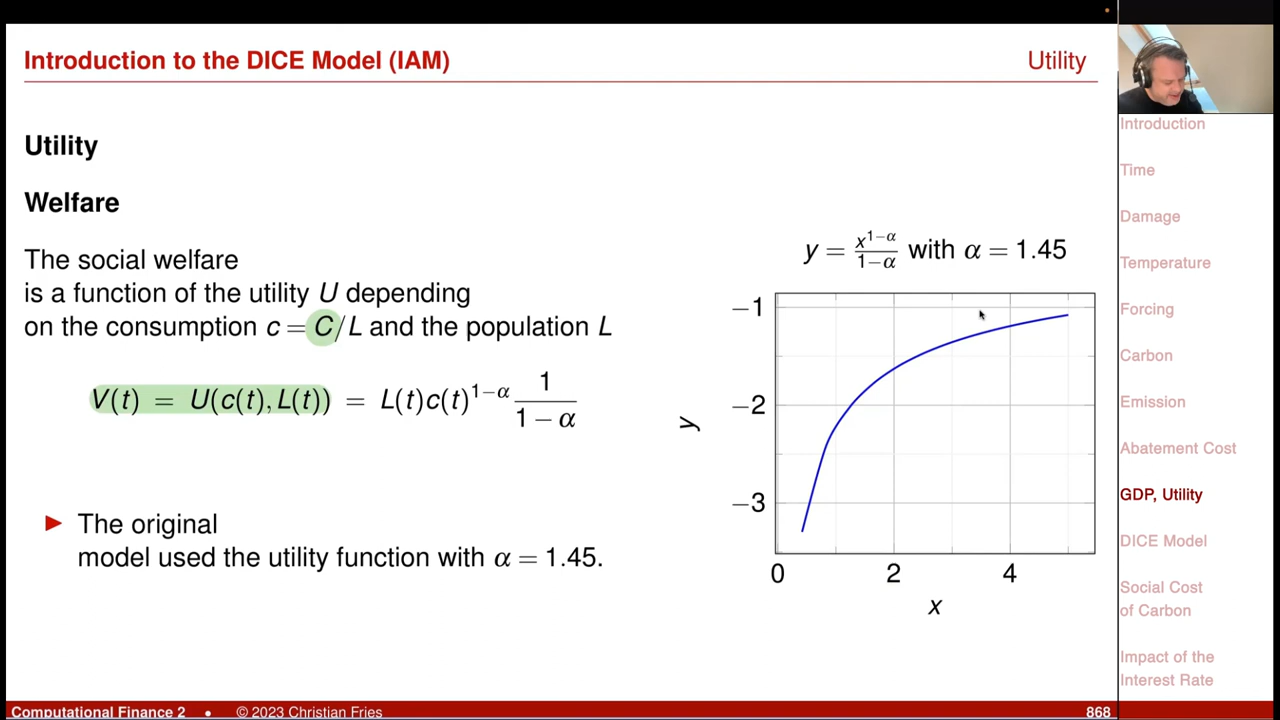 Introduction to the DICE Model (IAM)
Utility
Utility
Welfare
The social welfare
is a function of the utility U depending
on the consumption c = C/L and the population L
V(t) = U(c(t), L(t)) = L(t)c(t)^{1−α} \frac{1}{1 − α}
► The original
model used the utility function with α = 1.45.
y = \frac{x^{1−α}}{1−α} with α = 1.45
−1
−2
−3
y
0 2 4
x
Introduction
Time
Damage
Temperature
Forcing
Carbon
Emission
Abatement Cost
GDP, Utility
DICE Model
Social Cost
of Carbon
Impact of the
Interest Rate
Computational Finance 2 • © 2023 Christian Fries 868